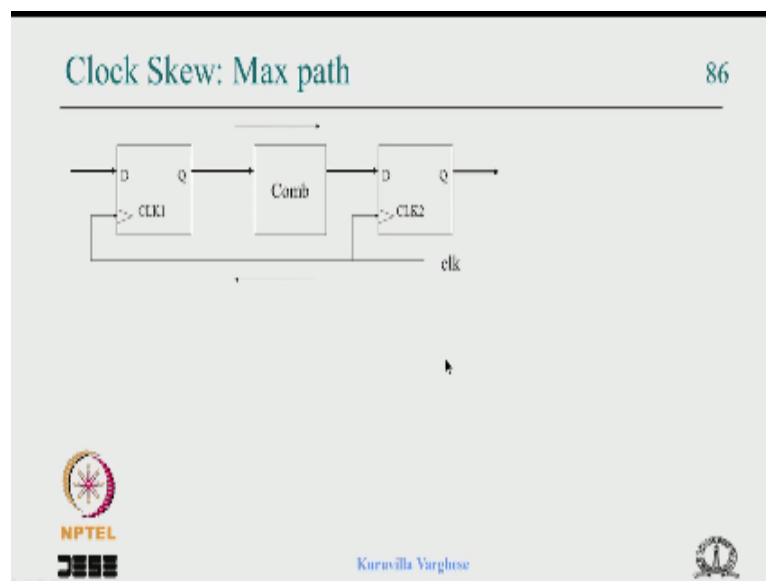 Clock Skew: Max path
86
D Q
Comb
D Q
CLK1
CLK2
clk
NPTEL
Kuruvilla Varghese